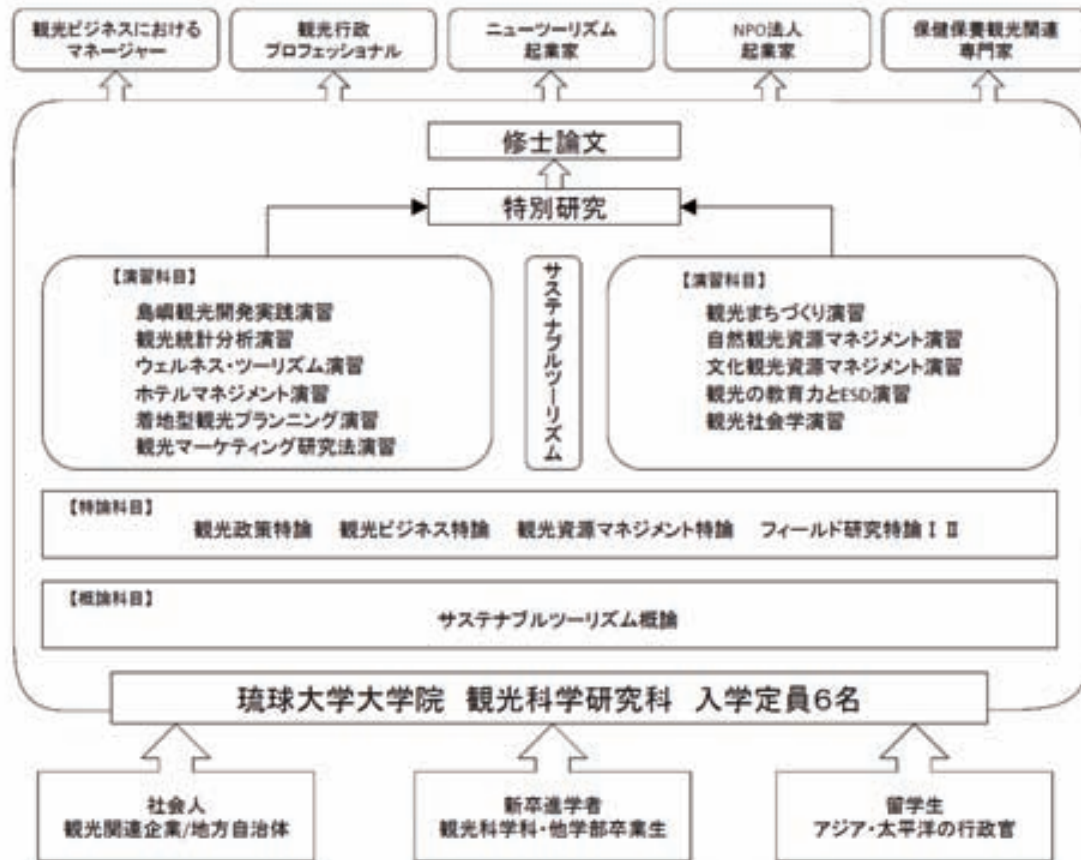 観光ビジネスにおける
マネージャー
観光行政
プロフェッショナル
ニューツーリズム
起業家
NPO法人
起業家
保健保養観光関連
専門家
修士論文
特別研究
【演習科目】
島嶼観光開発実践演習
観光統計分析演習
ウェルネス・ツーリズム演習
ホテルマネジメント演習
着地型観光プランニング演習
観光マーケティング研究法演習
サステナブルツーリズム
【演習科目】
観光まちづくり演習
自然観光資源マネジメント演習
文化観光資源マネジメント演習
観光の教育力とESD演習
観光社会学演習
【特論科目】
観光政策特論 観光ビジネス特論 観光資源マネジメント特論 フィールド研究特論ⅠⅡ
【概論科目】
サステナブルツーリズム概論
琉球大学大学院 観光科学研究科 入学定員6名
社会人
観光関連企業/地方自治体
新卒進学者
観光科学科・他学部卒業生
留学生
アジア・太平洋の行政官